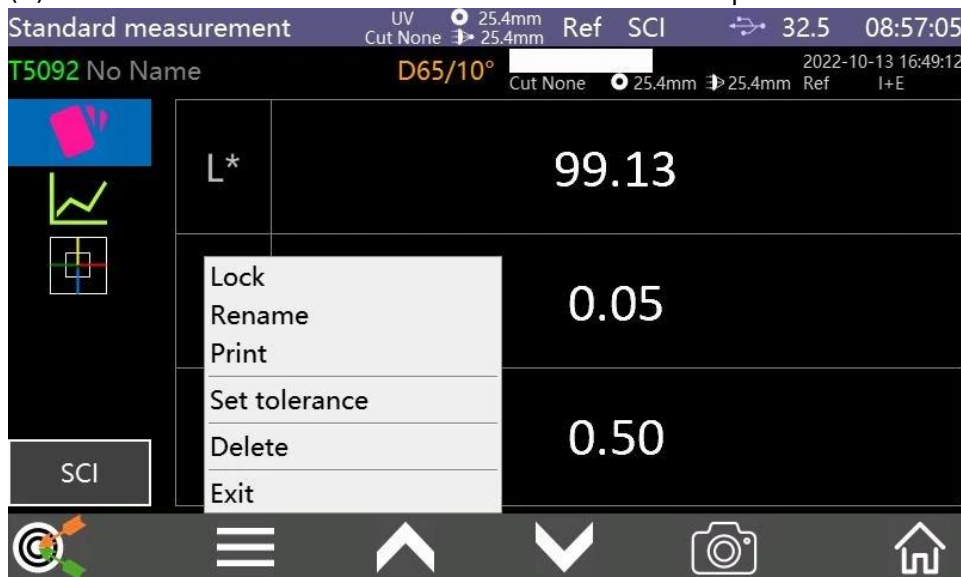 Standard measurement UV 25.4mm Ref SCI 32.5 08:57:05
Cut None 25.4mm
T5092 No Name D65/10° 2022-10-13 16:49:12
Cut None 25.4mm 25.4mm Ref I+E
L* 99.13
0.05
0.50
Lock
Rename
Print
Set tolerance
Delete
Exit
SCI